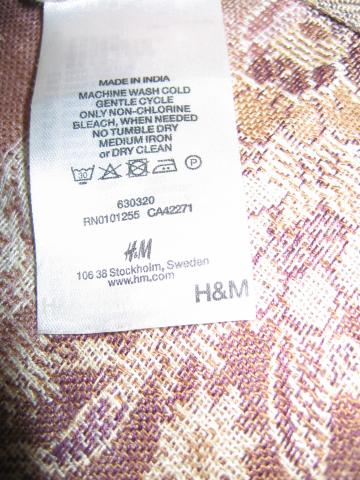 MADE IN INDIA
MACHINE WASH COLD
GENTLE CYCLE
ONLY NON-CHLORINE
BLEACH, WHEN NEEDED
NO TUMBLE DRY
MEDIUM IRON
or DRY CLEAN
30 P
630320
RN0101255 CA42271
H&M
106 38 Stockholm, Sweden
www.hm.com
H&M